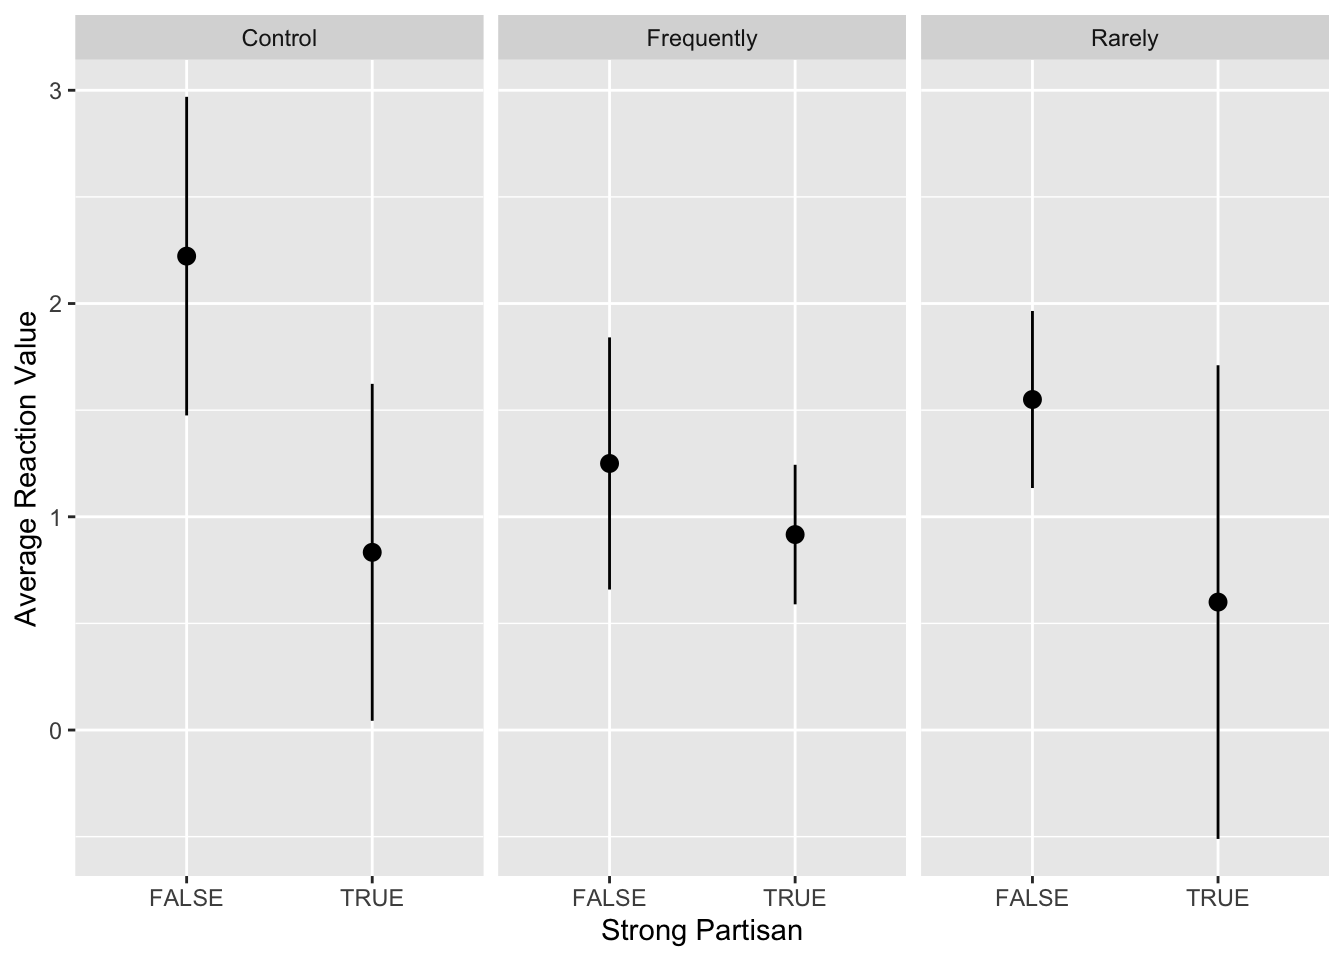 Control
Frequently
Rarely
Average Reaction Value
3
2
1
0
FALSE
TRUE
FALSE
TRUE
FALSE
TRUE
Strong Partisan